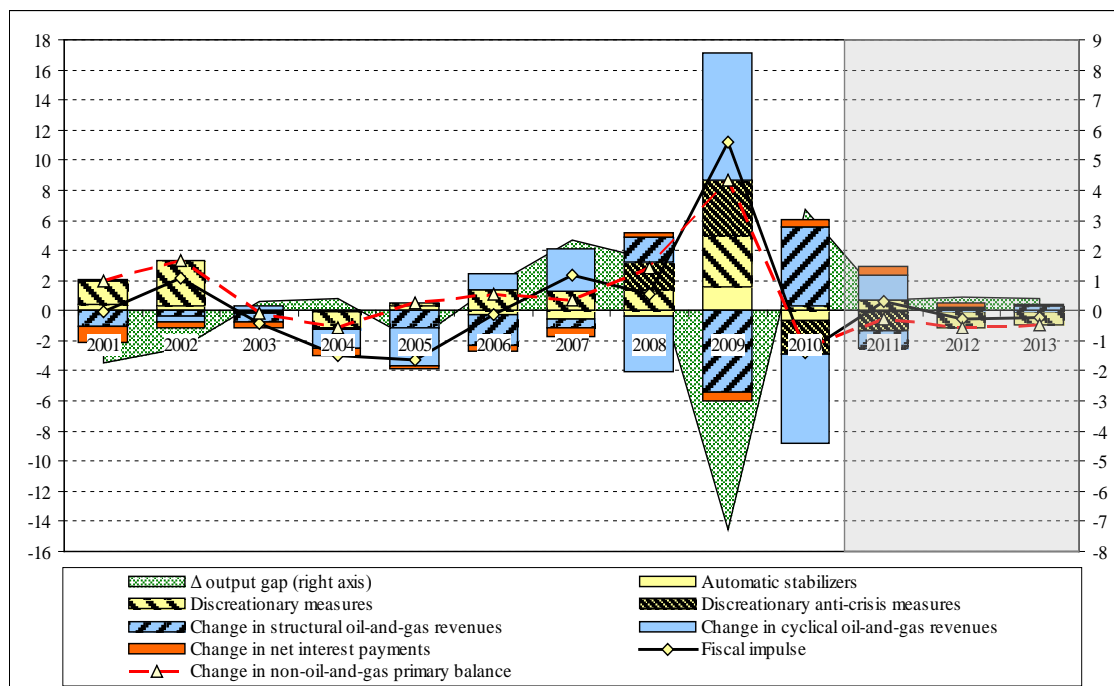 18 9
16 8
14 7
12 6
10 5
8 4
6 3
4 2
2 1
0 0
-2 2001 2002 2003 2004 2005 2006 2007 2008 2009 2010 2011 2012 2013 -1
-4 -2
-6 -3
-8 -4
-10 -5
-12 -6
-14 -7
-16 -8
Δ output gap (right axis) Automatic stabilizers
Discreationary measures Discreationary anti-crisis measures
Change in structural oil-and-gas revenues Change in cyclical oil-and-gas revenues
Change in net interest payments Fiscal impulse
Change in non-oil-and-gas primary balance